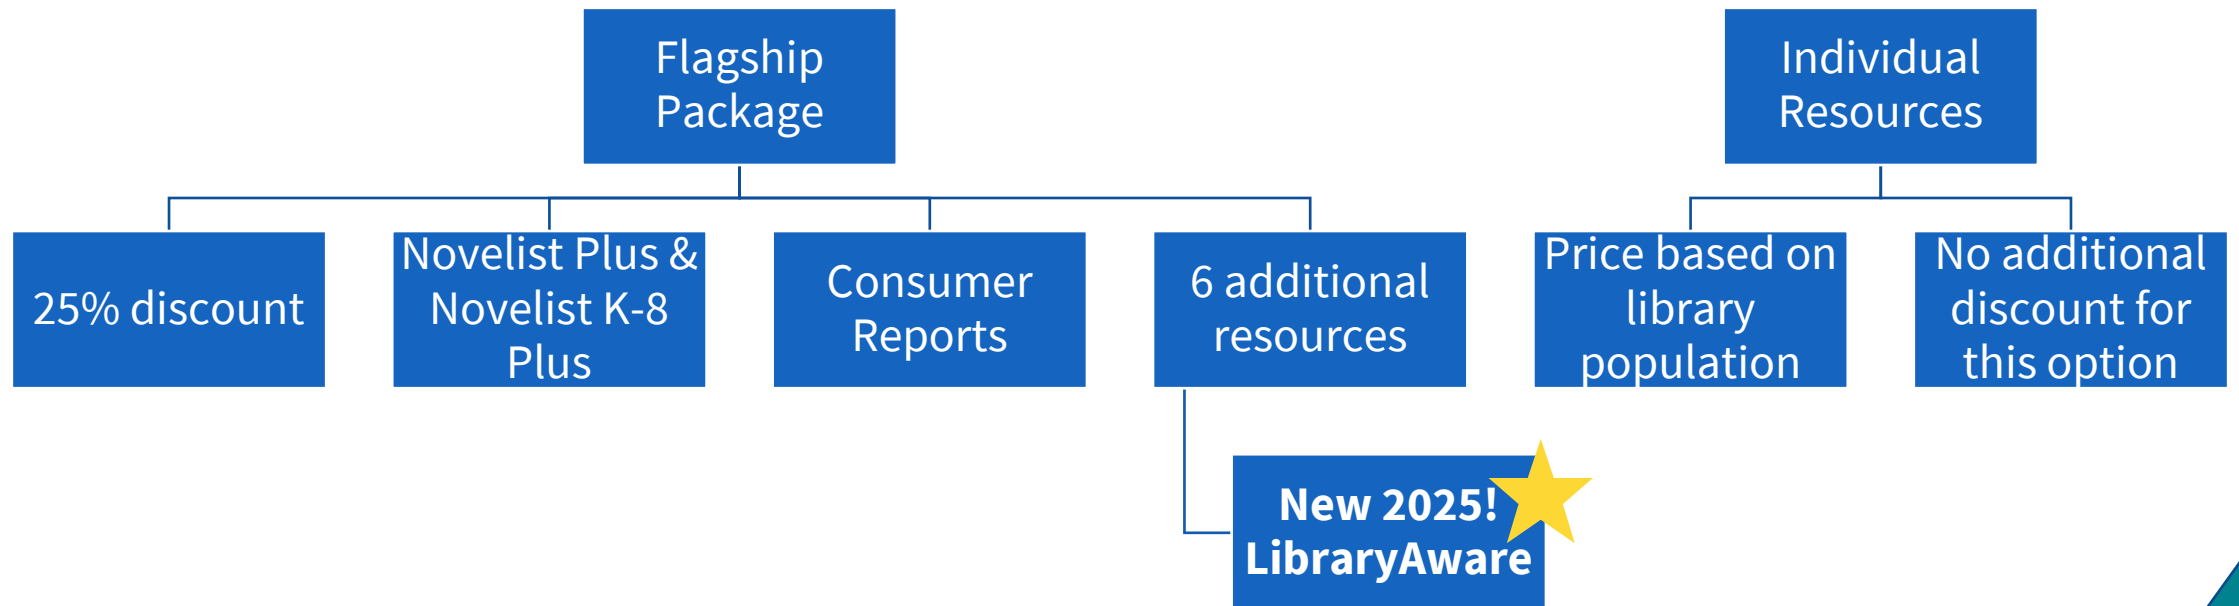 Flagship
Package
Individual
Resources
25% discount
Novelist Plus &
Novelist K-8
Plus
Consumer
Reports
6 additional
resources
Price based on
library
population
No additional
discount for
this option
New 2025!
LibraryAware